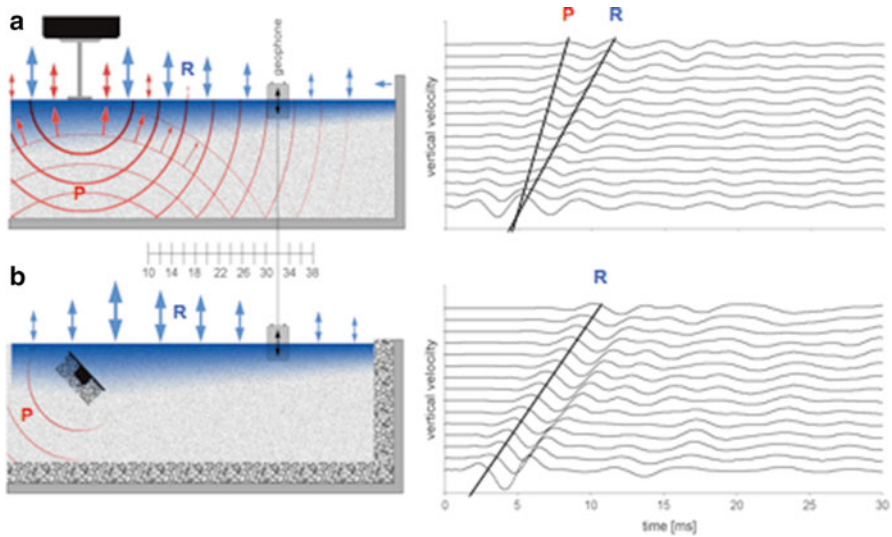 a
P R
R
geophone
P
vertical velocity
10 14 18 22 26 30 34 38
b
R
R
P
vertical velocity
0 5 10 15 20 25 30
time [ms]